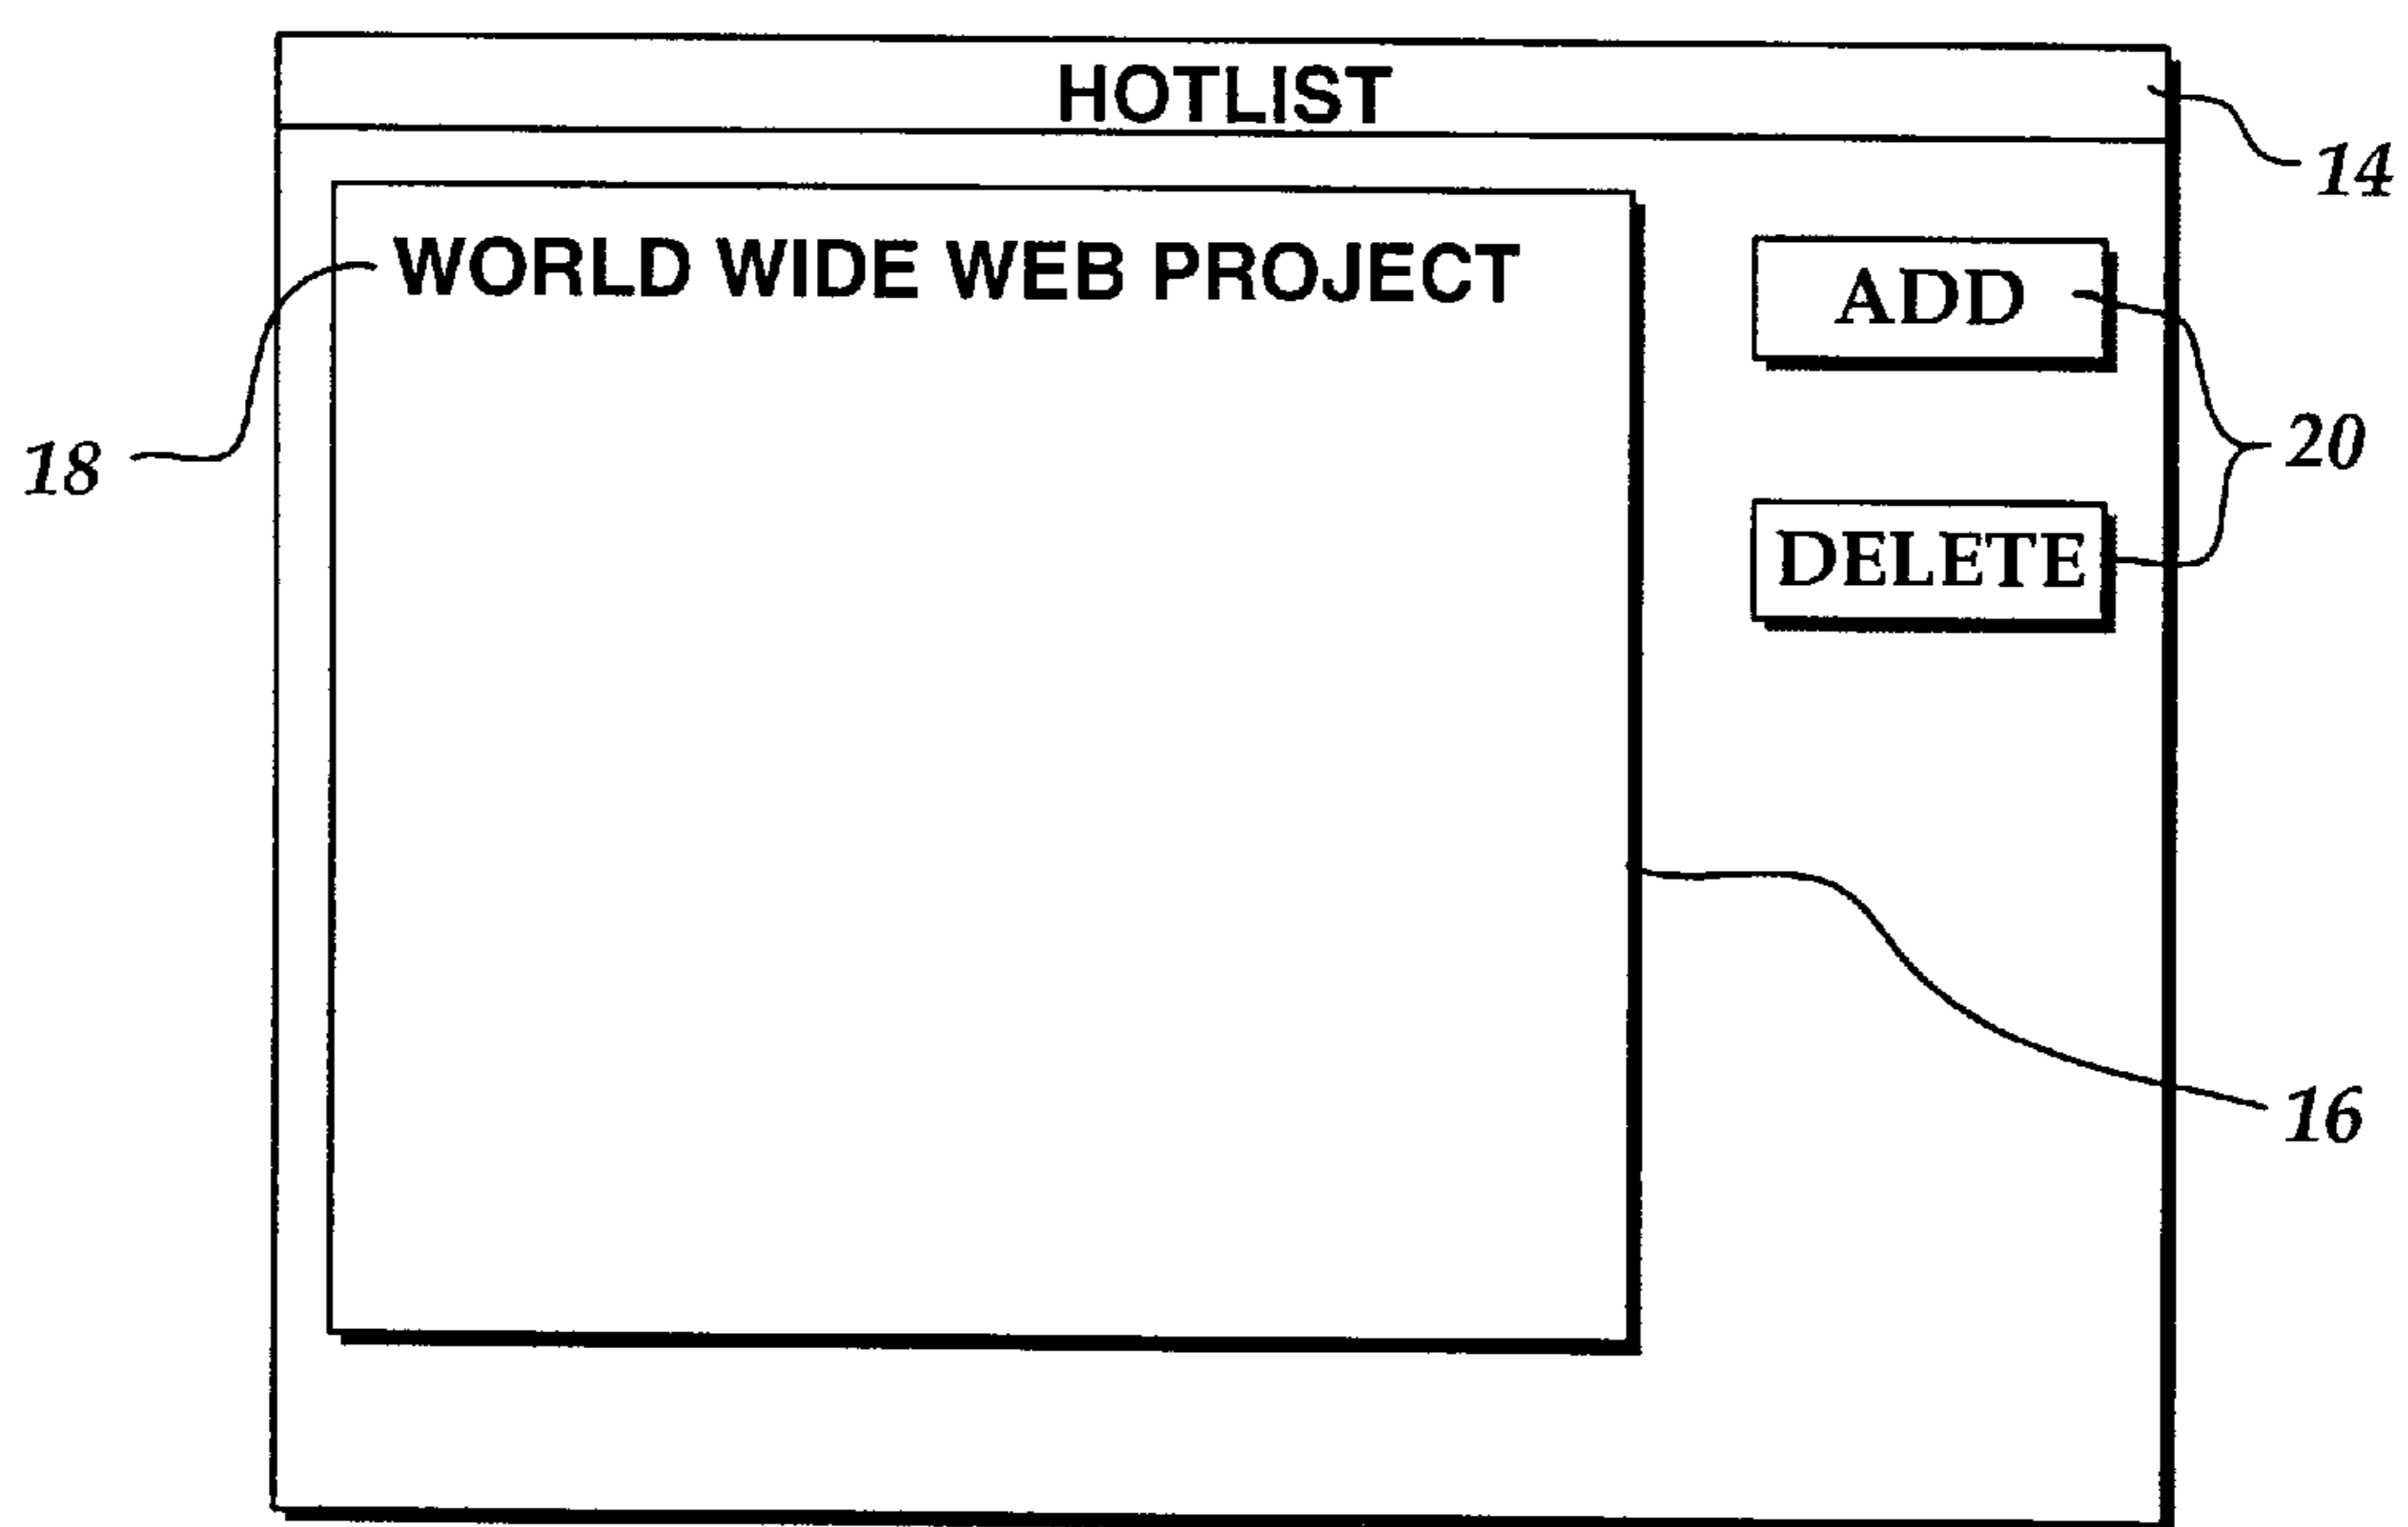 HOTLIST
14
WORLD WIDE WEB PROJECT
ADD
18
20
DELETE
16